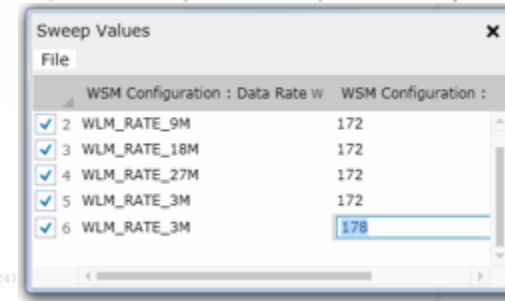 Sweep Values
File
WSM Configuration : Data Rate W WSM Configuration :
2 WLM_RATE_9M 172
3 WLM_RATE_18M 172
4 WLM_RATE_27M 172
5 WLM_RATE_3M 172
6 WLM_RATE_3M 178